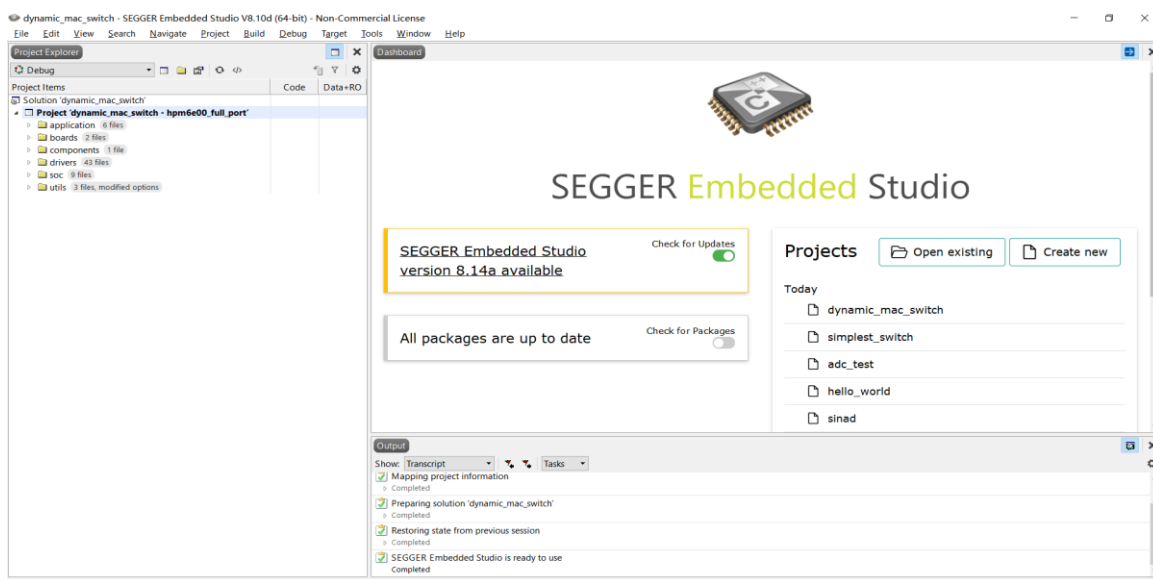 dynamic_mac_switch - SEGGER Embedded Studio V8.10d (64-bit) - Non-Commercial License
File Edit View Search Navigate Project Build Debug Target Tools Window Help
Project Explorer
Debug
Project Items Code Data+RO
Solution 'dynamic_mac_switch'
Project 'dynamic_mac_switch - hpm6e00_full_port'
application 6 files
boards 2 files
components 1 file
drivers 43 files
soc 9 files
utils 3 files, modified options
Dashboard
C
SEGGER Embedded Studio
SEGGER Embedded Studio
version 8.14a available
Check for Updates
All packages are up to date
Check for Packages
Projects
Open existing
Create new
Today
dynamic_mac_switch
simplest_switch
adc_test
hello_world
sinad
Output
Show: Transcript Tasks
Mapping project information
Completed
Preparing solution 'dynamic_mac_switch'
Completed
Restoring state from previous session
Completed
SEGGER Embedded Studio is ready to use
Completed